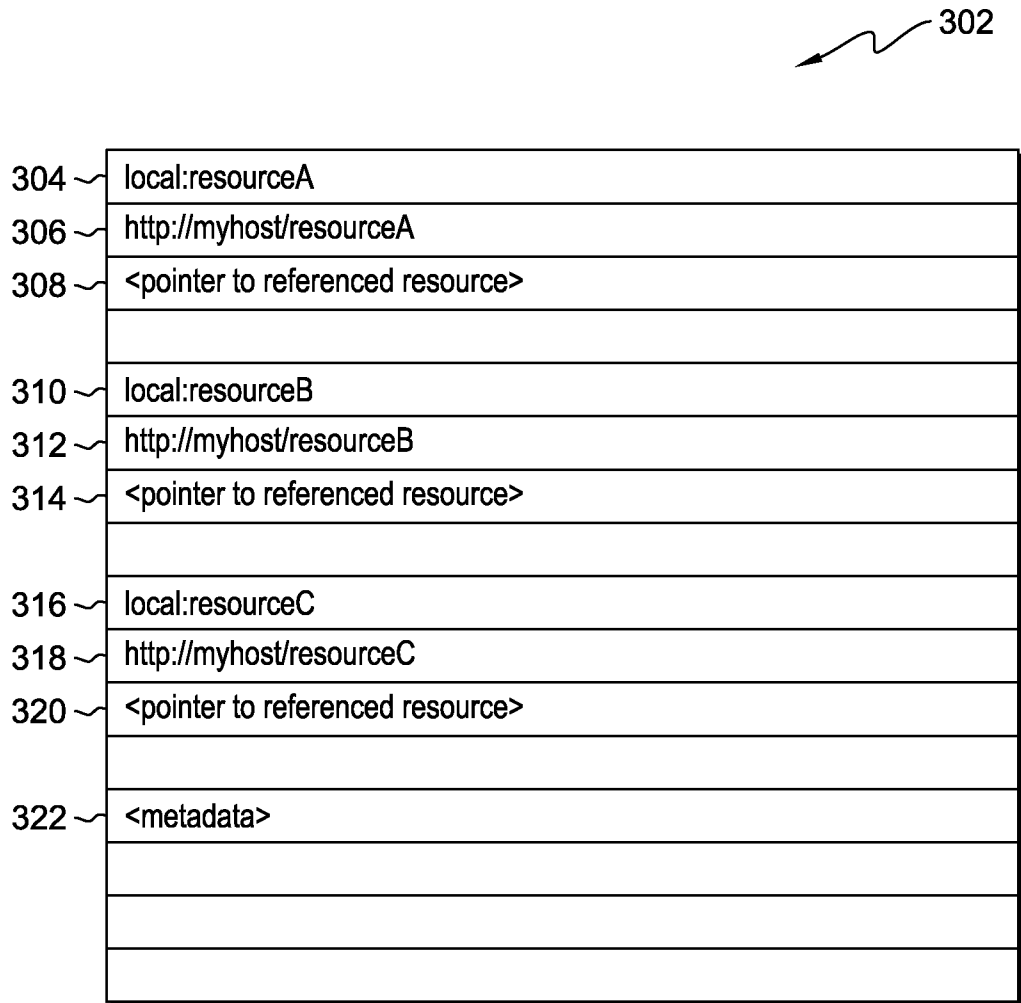 302
304 local:resourceA
306 http://myhost/resourceA
308 <pointer to referenced resource>
310 local:resourceB
312 http://myhost/resourceB
314 <pointer to referenced resource>
316 local:resourceC
318 http://myhost/resourceC
320 <pointer to referenced resource>
322 <metadata>